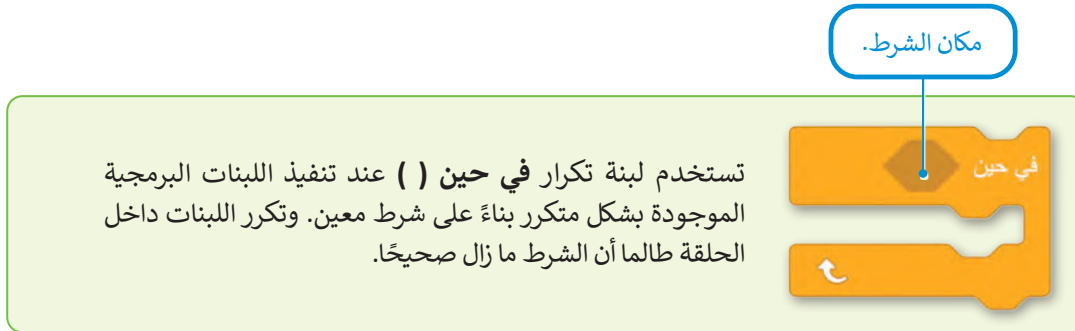 مكان الشرط.
في حين
تستخدم لبنة تكرار في حين ( ) عند تنفيذ اللبنات البرمجية
الموجودة بشكل متكرر بناءً على شرط معين. وتكرر اللبنات داخل
الحلقة طالما أن الشرط ما زال صحيحًا.